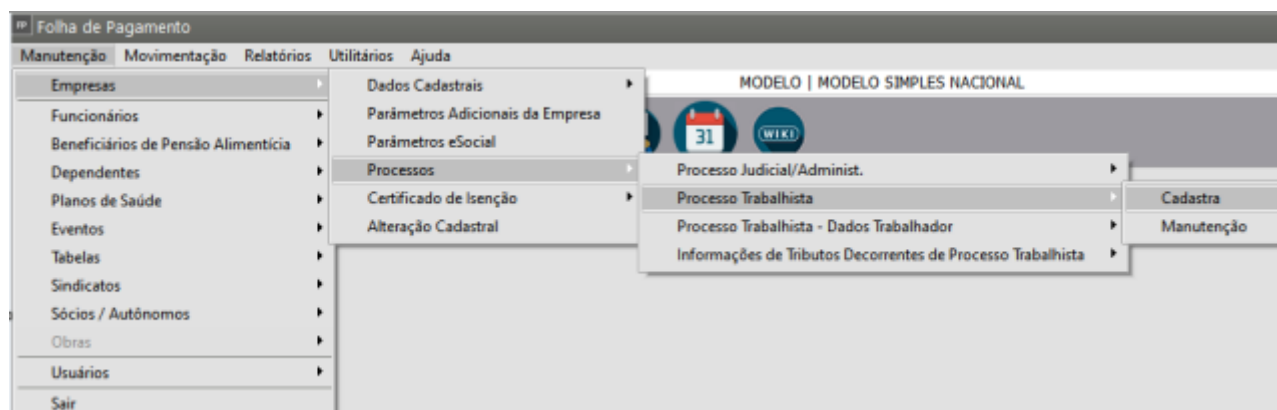 FP Folha de Pagamento
Manutenção Movimentação Relatórios Utilitários Ajuda
MODELO | MODELO SIMPLES NACIONAL
31 WIKI
Empresas
Funcionários
Beneficiários de Pensão Alimentícia
Dependentes
Planos de Saúde
Eventos
Tabelas
Sindicatos
Sócios / Autônomos
Obras
Usuários
Sair
Dados Cadastrais
Parâmetros Adicionais da Empresa
Parâmetros eSocial
Processos
Certificado de Isenção
Alteração Cadastral
Processo Judicial/Administ.
Processo Trabalhista
Processo Trabalhista - Dados Trabalhador
Informações de Tributos Decorrentes de Processo Trabalhista
Cadastra
Manutenção